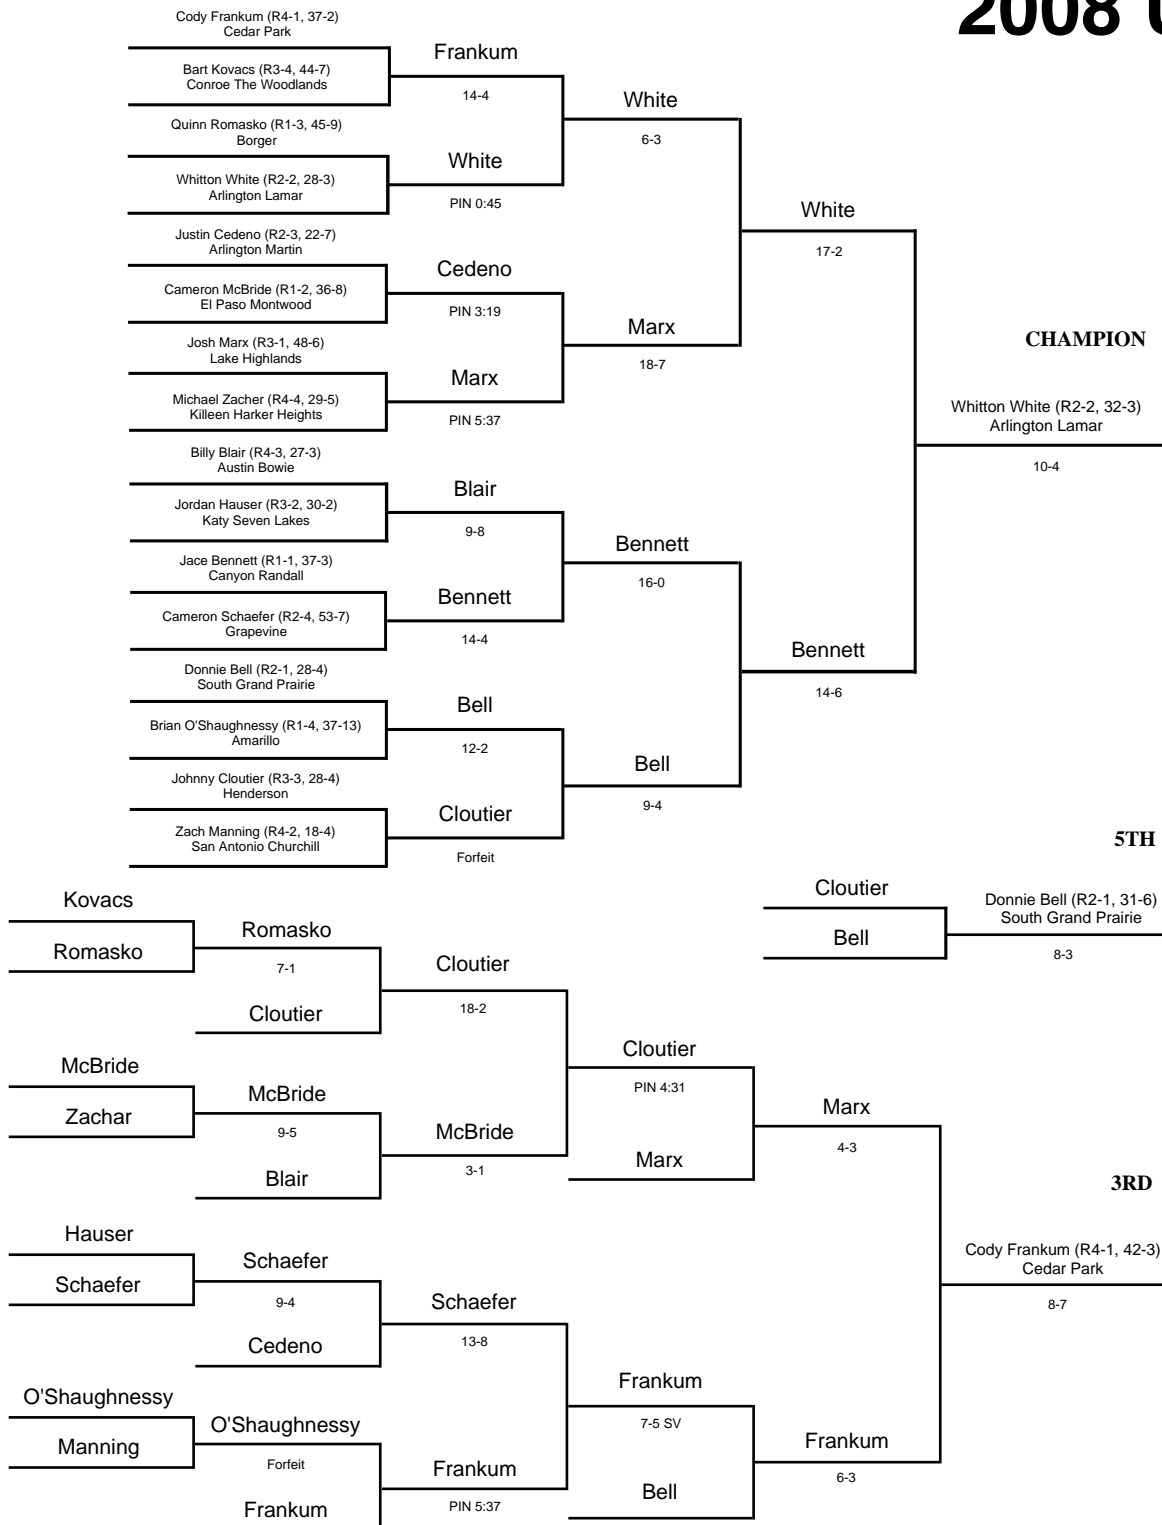 2008 U
Cody Frankum (R4-1, 37-2)
Cedar Park
Bart Kovacs (R3-4, 44-7)
Conroe The Woodlands
Quinn Romasko (R1-3, 45-9)
Borger
Whitton White (R2-2, 28-3)
Arlington Lamar
Justin Cedeno (R2-3, 22-7)
Arlington Martin
Cameron McBride (R1-2, 36-8)
El Paso Montwood
Josh Marx (R3-1, 48-6)
Lake Highlands
Michael Zacher (R4-4, 29-5)
Killeen Harker Heights
Billy Blair (R4-3, 27-3)
Austin Bowie
Jordan Hauser (R3-2, 30-2)
Katy Seven Lakes
Jace Bennett (R1-1, 37-3)
Canyon Randall
Cameron Schaefer (R2-4, 53-7)
Grapevine
Donnie Bell (R2-1, 28-4)
South Grand Prairie
Brian O'Shaughnessy (R1-4, 37-13)
Amarillo
Johnny Cloutier (R3-3, 28-4)
Henderson
Zach Manning (R4-2, 18-4)
San Antonio Churchill
Frankum
14-4
White
PIN 0:45
Cedeno
PIN 3:19
Marx
PIN 5:37
Blair
9-8
Bennett
14-4
Bell
12-2
Cloutier
Forfeit
White
6-3
Marx
18-7
Bennett
16-0
Bell
9-4
White
17-2
Bennett
14-6
CHAMPION
Whitton White (R2-2, 32-3)
Arlington Lamar
10-4
5TH
Cloutier
Bell
Donnie Bell (R2-1, 31-6)
South Grand Prairie
8-3
Kovacs
Romasko
McBride
Zachar
Hauser
Schaefer
O'Shaughnessy
Manning
Romasko
7-1
Cloutier
McBride
9-5
Blair
Schaefer
9-4
Cedeno
O'Shaughnessy
Forfeit
Frankum
Cloutier
18-2
McBride
3-1
Schaefer
13-8
Frankum
PIN 5:37
Cloutier
PIN 4:31
Marx
Frankum
7-5 SV
Bell
Marx
4-3
Frankum
6-3
3RD
Cody Frankum (R4-1, 42-3)
Cedar Park
8-7